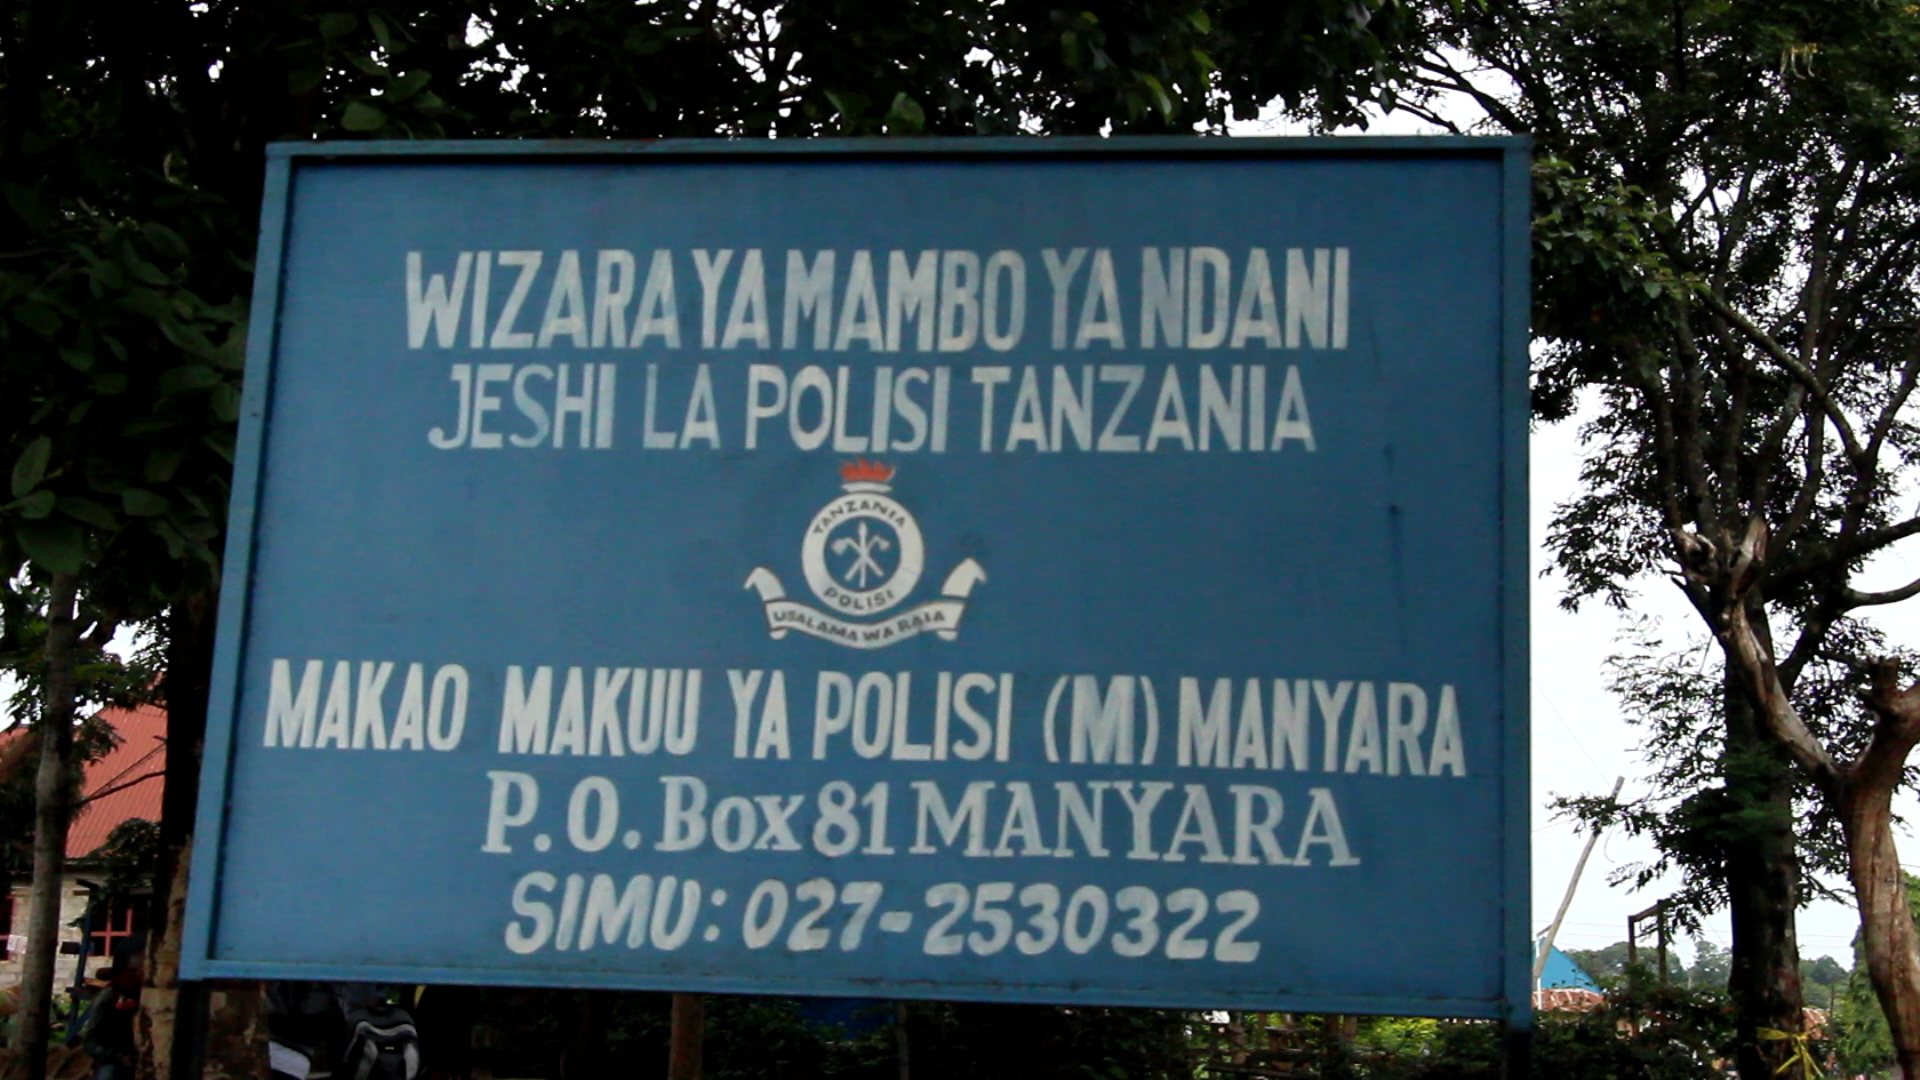 WIZARA YA MAMBO YA NDANI
JESHI LA POLISI TANZANIA
TANZANIA
POLISI
USALAMA WA RAIA
MAKAO MAKUU YA POLISI (M) MANYARA
P.O. Box 81 MANYARA
SIMU: 027-2530322